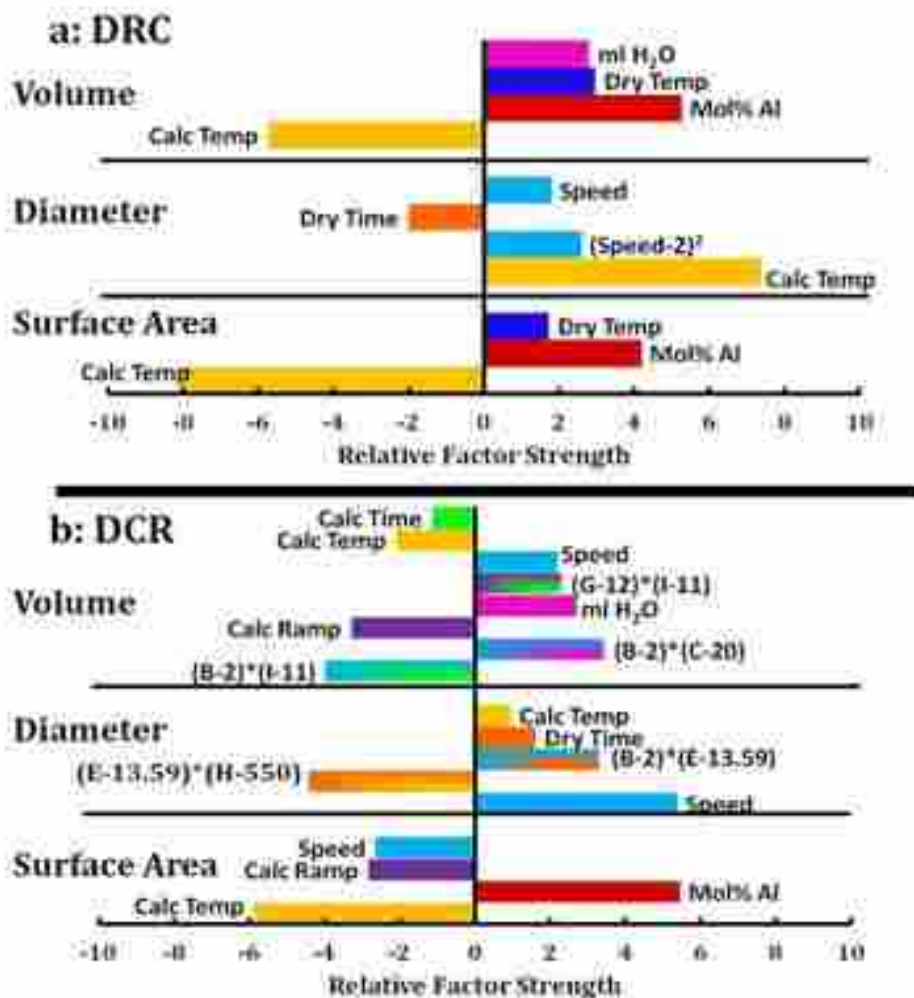 a: DRC
ml H₂O
Volume
Dry Temp
Mol% Al
Calc Temp
Speed
Diameter
Dry Time
(Speed-2)²
Calc Temp
Surface Area
Dry Temp
Mol% Al
Calc Temp
-10 -8 -6 -4 -2 0 2 4 6 8 10
Relative Factor Strength
b: DCR
Calc Time
Calc Temp
Speed
(G-12)*(I-11)
Volume
ml H₂O
Calc Ramp
(B-2)*(C-20)
(B-2)*(I-11)
Calc Temp
Diameter
Dry Time
(B-2)*(E-13.59)
(E-13.59)*(H-550)
Speed
Speed
Surface Area
Calc Ramp
Mol% Al
Calc Temp
-10 -8 -6 -4 -2 0 2 4 6 8 10
Relative Factor Strength